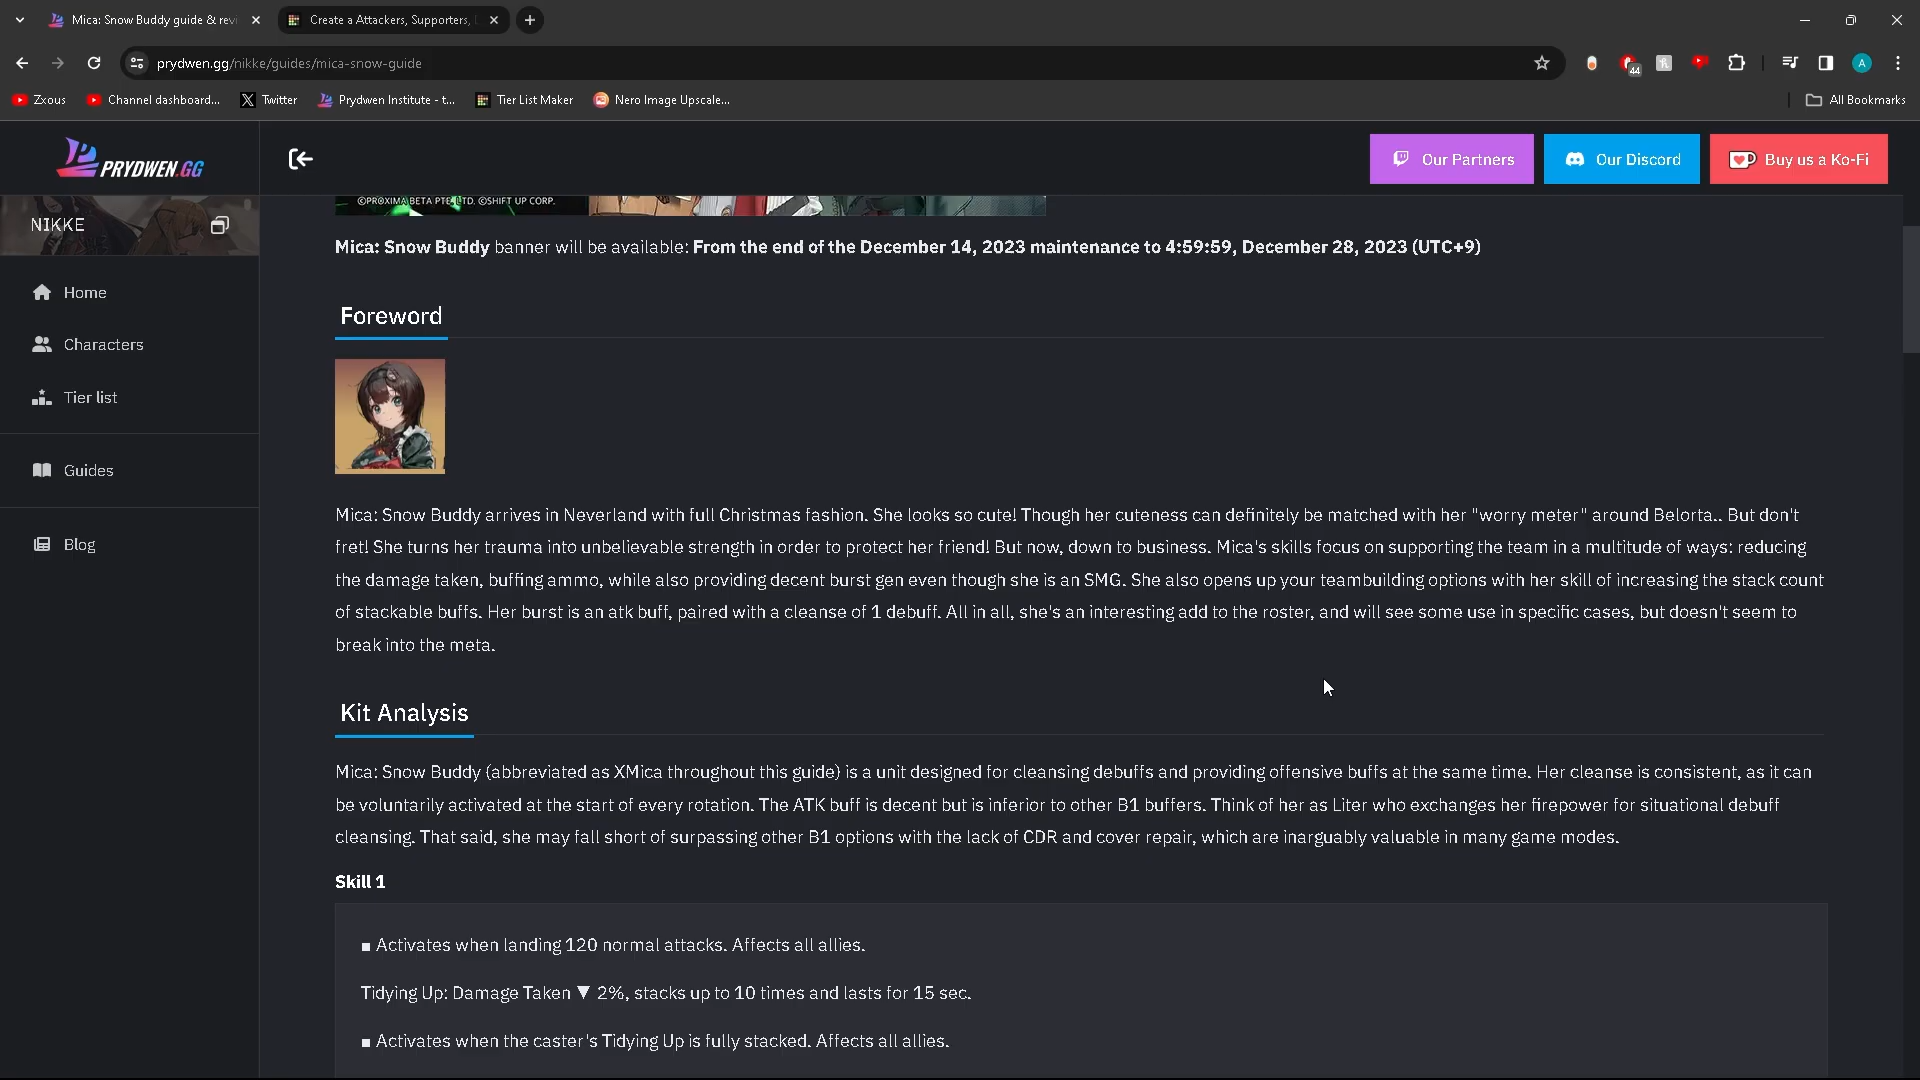 Mica: Snow Buddy guide & revi
Create a Attackers, Supporters,
prydwen.gg/nikke/guides/mica-snow-guide
44
A
Zxous
Channel dashboard...
Twitter
Prydwen Institute - t...
Tier List Maker
Nero Image Upscale...
All Bookmarks
PRYDWEN.GG
Our Partners
Our Discord
Buy us a Ko-Fi
NIKKE
Home
Characters
Tier list
Guides
Blog
©PROXIMA BETA PTE. LTD. ©SHIFT UP CORP.
Mica: Snow Buddy banner will be available: From the end of the December 14, 2023 maintenance to 4:59:59, December 28, 2023 (UTC+9)
Foreword
Mica: Snow Buddy arrives in Neverland with full Christmas fashion. She looks so cute! Though her cuteness can definitely be matched with her "worry meter" around Belorta.. But don't
fret! She turns her trauma into unbelievable strength in order to protect her friend! But now, down to business. Mica's skills focus on supporting the team in a multitude of ways: reducing
the damage taken, buffing ammo, while also providing decent burst gen even though she is an SMG. She also opens up your teambuilding options with her skill of increasing the stack count
of stackable buffs. Her burst is an atk buff, paired with a cleanse of 1 debuff. All in all, she's an interesting add to the roster, and will see some use in specific cases, but doesn't seem to
break into the meta.
Kit Analysis
Mica: Snow Buddy (abbreviated as XMica throughout this guide) is a unit designed for cleansing debuffs and providing offensive buffs at the same time. Her cleanse is consistent, as it can
be voluntarily activated at the start of every rotation. The ATK buff is decent but is inferior to other B1 buffers. Think of her as Liter who exchanges her firepower for situational debuff
cleansing. That said, she may fall short of surpassing other B1 options with the lack of CDR and cover repair, which are inarguably valuable in many game modes.
Skill 1
■ Activates when landing 120 normal attacks. Affects all allies.
Tidying Up: Damage Taken ▼ 2%, stacks up to 10 times and lasts for 15 sec.
■ Activates when the caster's Tidying Up is fully stacked. Affects all allies.